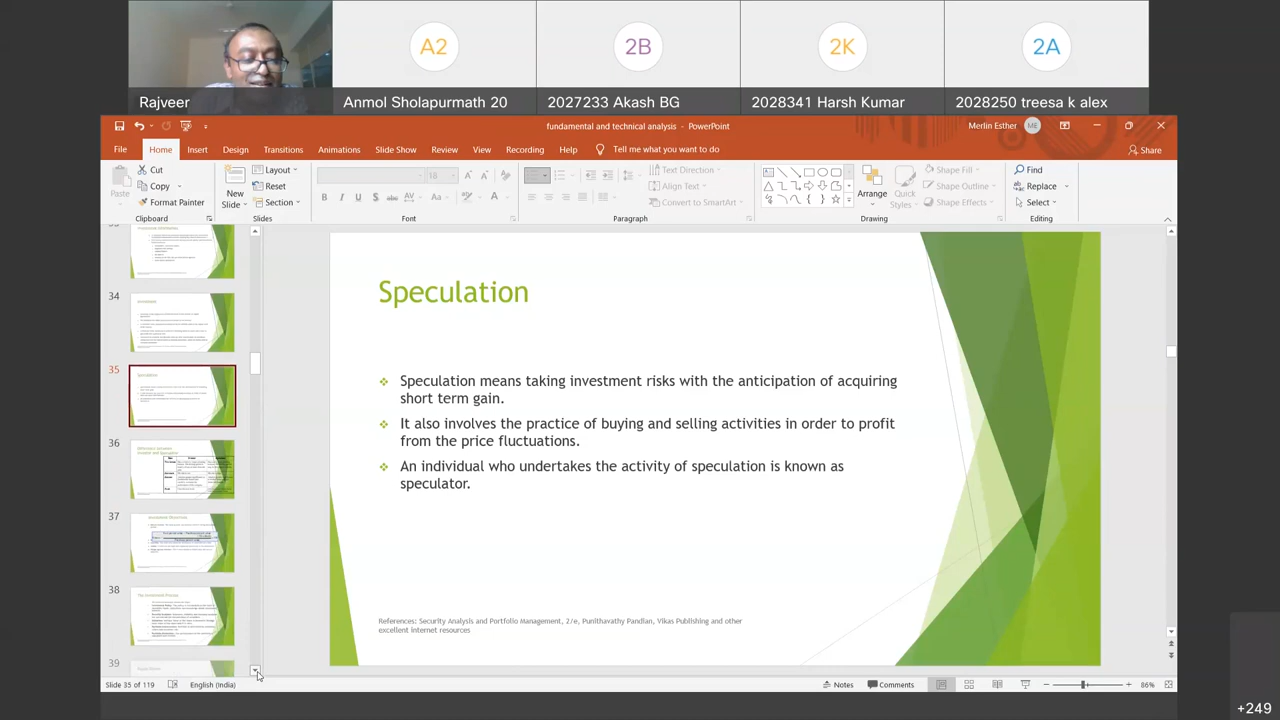 A2
2B
2K
2A
Rajveer
Anmol Sholapurmath 20
2027233 Akash BG
2028341 Harsh Kumar
2028250 treesa k alex
fundamental and technical analysis - PowerPoint
Merlin Esther
ME
File
Home
Insert
Design
Transitions
Animations
Slide Show
Review
View
Recording
Help
Tell me what you want to do
Share
Paste
Cut
Copy
Format Painter
Clipboard
New
Slide
Layout
Reset
Section
Slides
18
Font
Text Direction
Align Text
Convert to SmartArt
Paragraph
Arrange
Quick
Styles
Shape Fill
Shape Outline
Shape Effects
Drawing
Find
Replace
Select
Editing
34
35
Speculation
36
37
38
The Investment Process
39
Speculation
Speculation means taking investment risks with the anticipation of acquiring
short term gain.
It also involves the practice of buying and selling activities in order to profit
from the price fluctuations.
An individual who undertakes the activity of speculation is known as
speculator.
References: Security Analysis and Portfolio Management, 2/e, Punithavathy Pandian, Vikas Publishing and other
excellent internet resources
Slide 35 of 119
English (India)
Notes
Comments
86%
+249